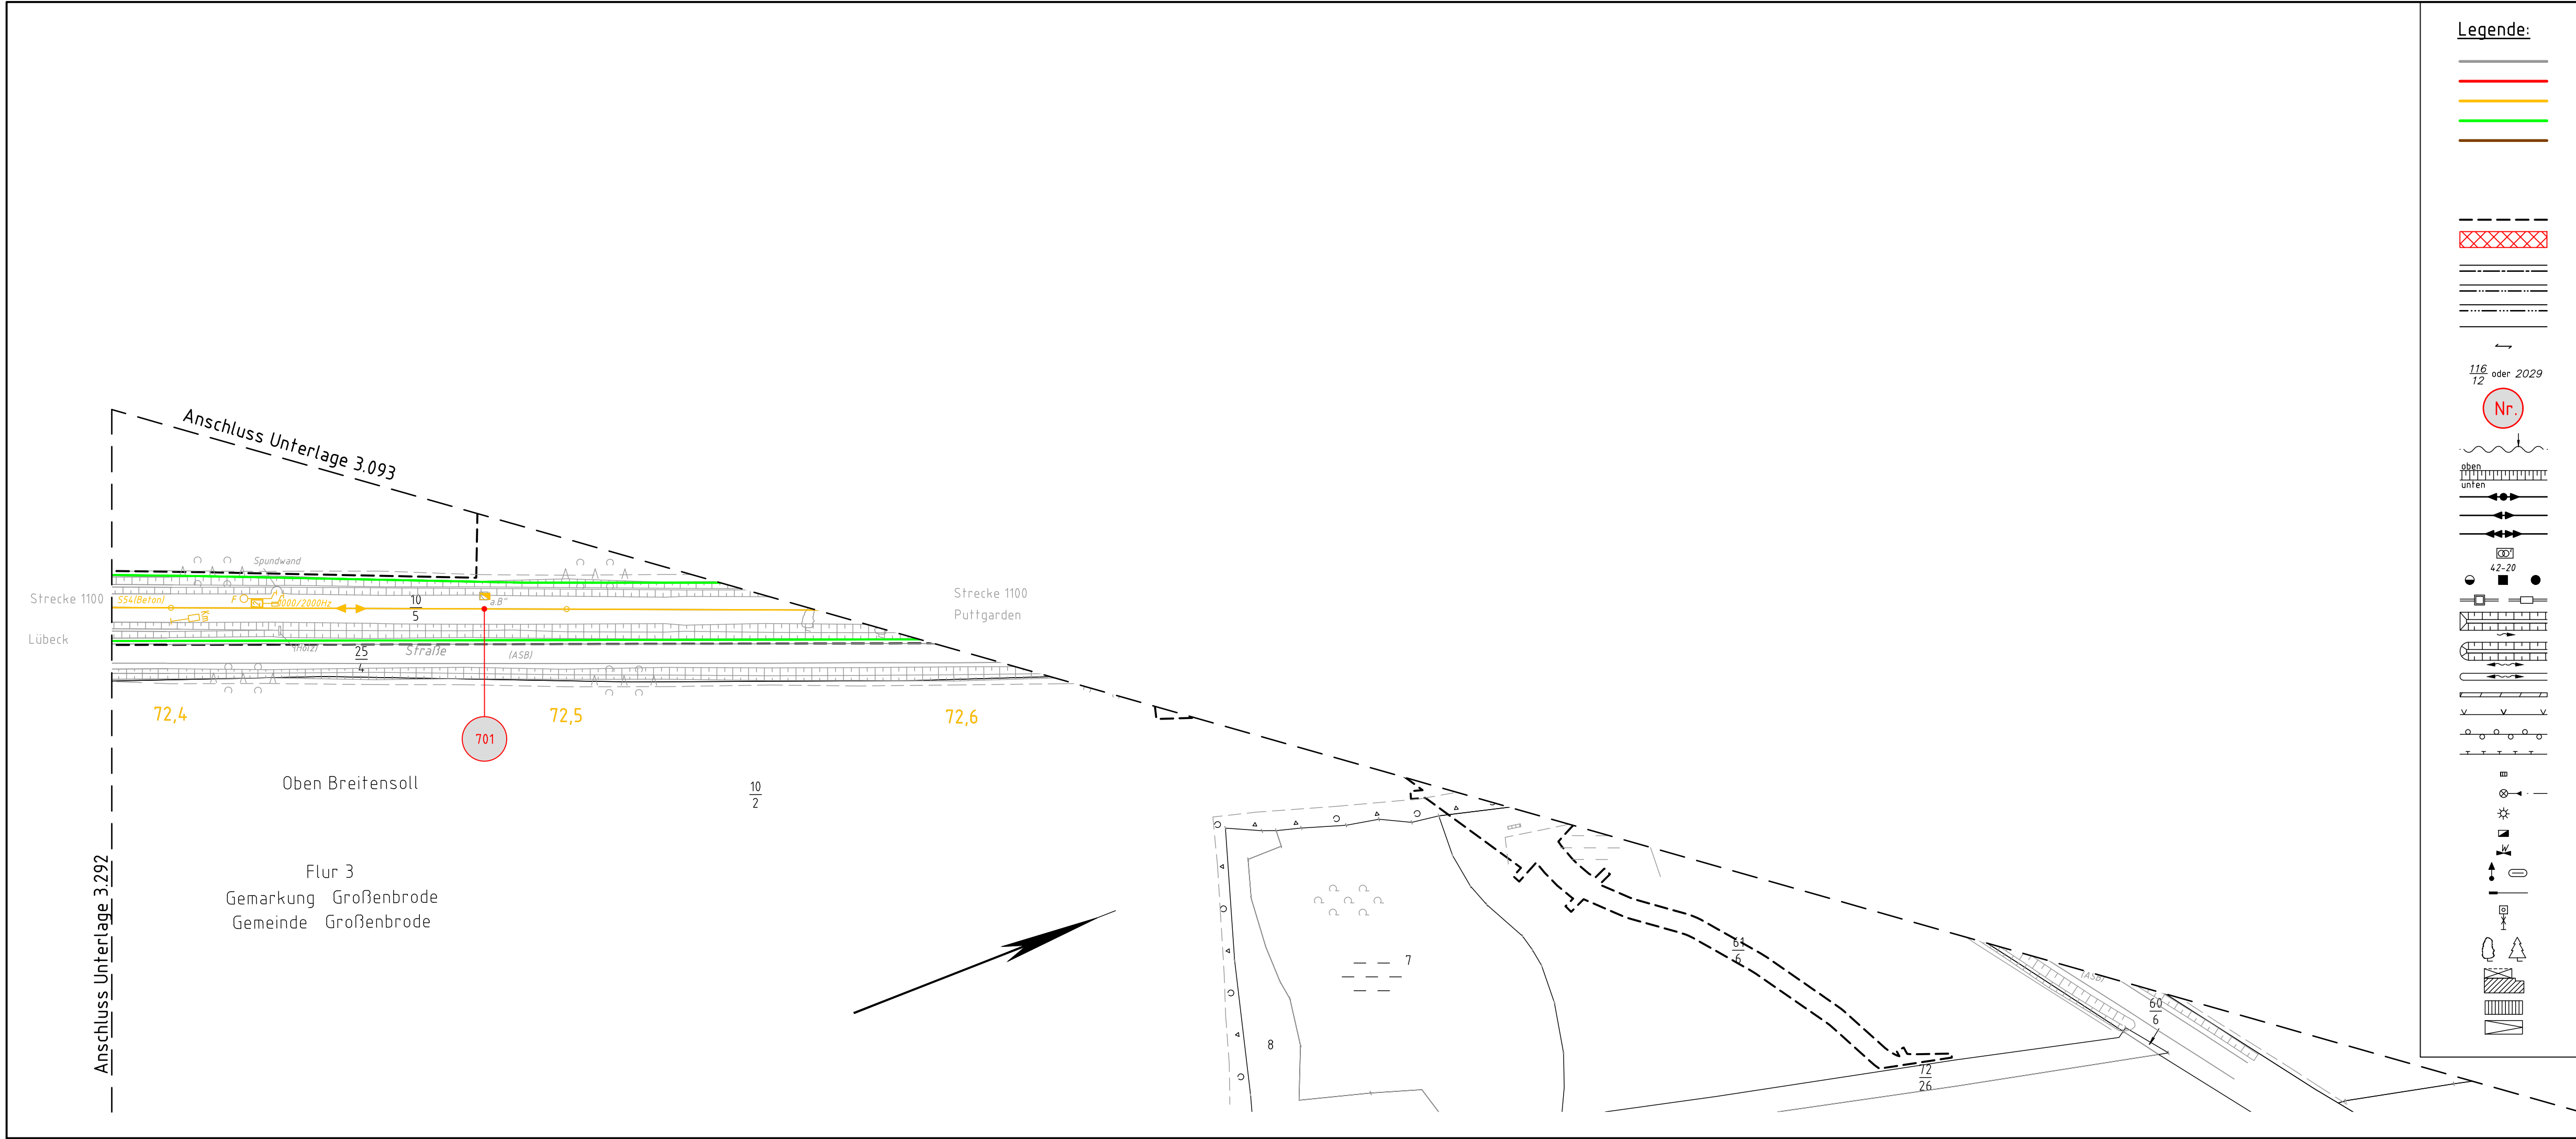 Legende:
116
12
oder 2029
Nr.
oben
unten
42-20
W
Anschluss Unterlage 3.093
Spundwand
Strecke 1100
S54(Beton)
F
1000/2000Hz
10
5
a.B"
Strecke 1100
Puttgarden
Lübeck
(Holz)
25
4
Straße
(ASB)
72,4
72,5
72,6
701
Oben Breitensoll
10
2
Flur 3
Gemarkung Großenbrode
Gemeinde Großenbrode
Anschluss Unterlage 3.292
7
8
61
6
(ASB)
60
6
72
26